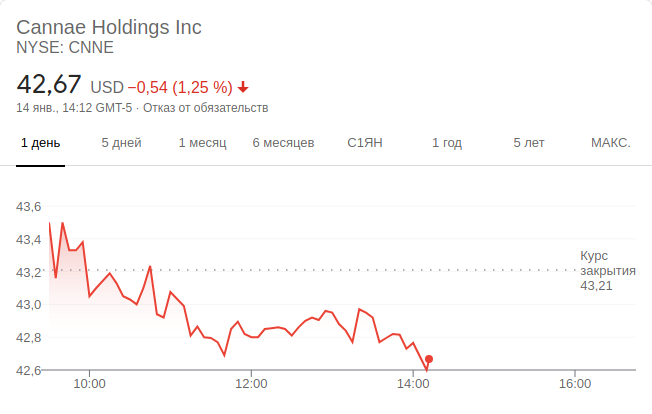 Cannae Holdings Inc
NYSE: CNNE
42,67 USD −0,54 (1,25 %)
14 янв., 14:12 GMT-5 · Отказ от обязательств
1 день 5 дней 1 месяц 6 месяцев С1ЯН 1 год 5 лет МАКС.
43,6
43,4
43,2
43,0
42,8
42,6
Курс
закрытия
43,21
10:00 12:00 14:00 16:00